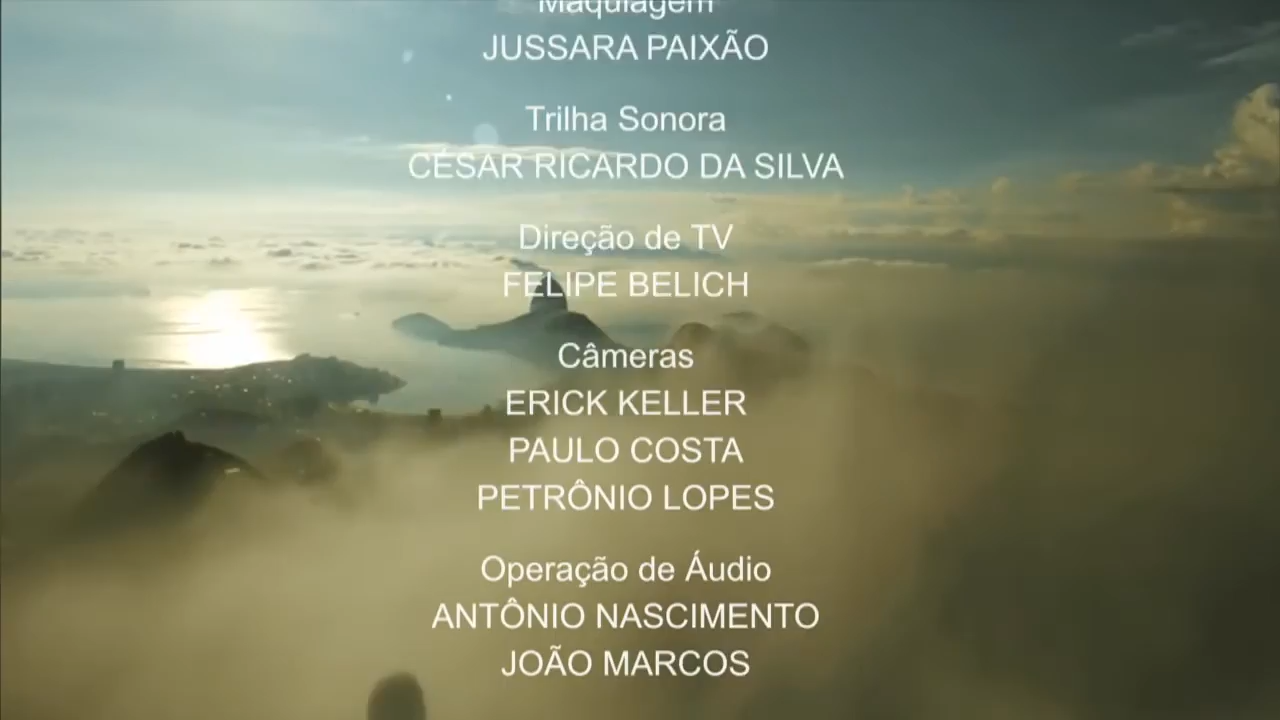 Maquiagem
JUSSARA PAIXÃO
Trilha Sonora
CÉSAR RICARDO DA SILVA
Direção de TV
FELIPE BELICH
Câmeras
ERICK KELLER
PAULO COSTA
PETRÔNIO LOPES
Operação de Áudio
ANTÔNIO NASCIMENTO
JOÃO MARCOS